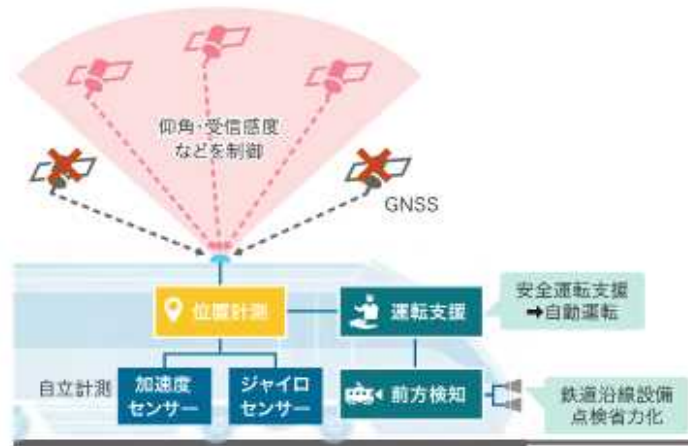 仰角・受信感度
などを制御
GNSS
位置計測
運転支援
安全運転支援
➡自動運転
自立計測
加速度
センサー
ジャイロ
センサー
前方検知
鉄道沿線設備
点検省力化